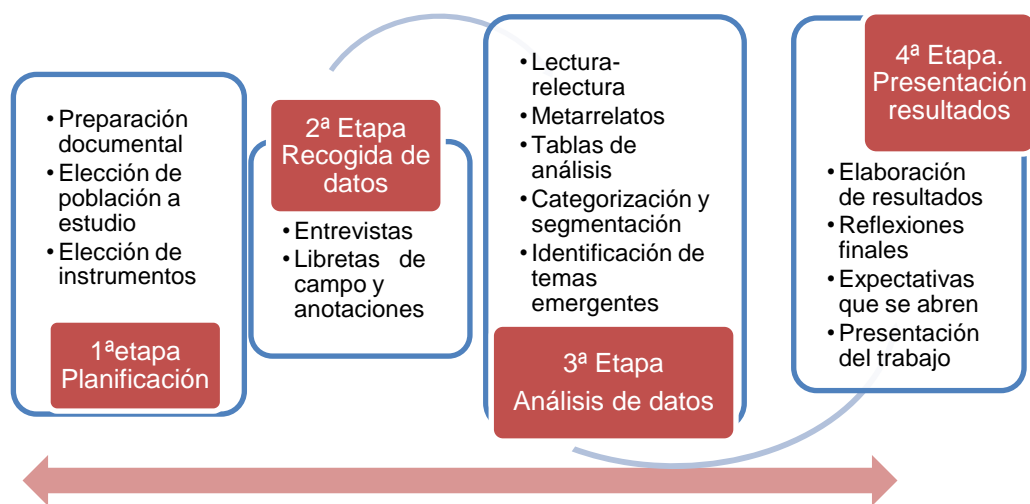 • Preparación
documental
• Elección de
población a
estudio
• Elección de
instrumentos
1ªetapa
Planificación
2ª Etapa
Recogida de
datos
• Entrevistas
• Libretas de
campo y
anotaciones
• Lectura-
relectura
• Metarrelatos
• Tablas de
análisis
• Categorización y
segmentación
• Identificación de
temas
emergentes
3ª Etapa
Análisis de datos
4ª Etapa.
Presentación
resultados
• Elaboración
de resultados
• Reflexiones
finales
• Expectativas
que se abren
• Presentación
del trabajo